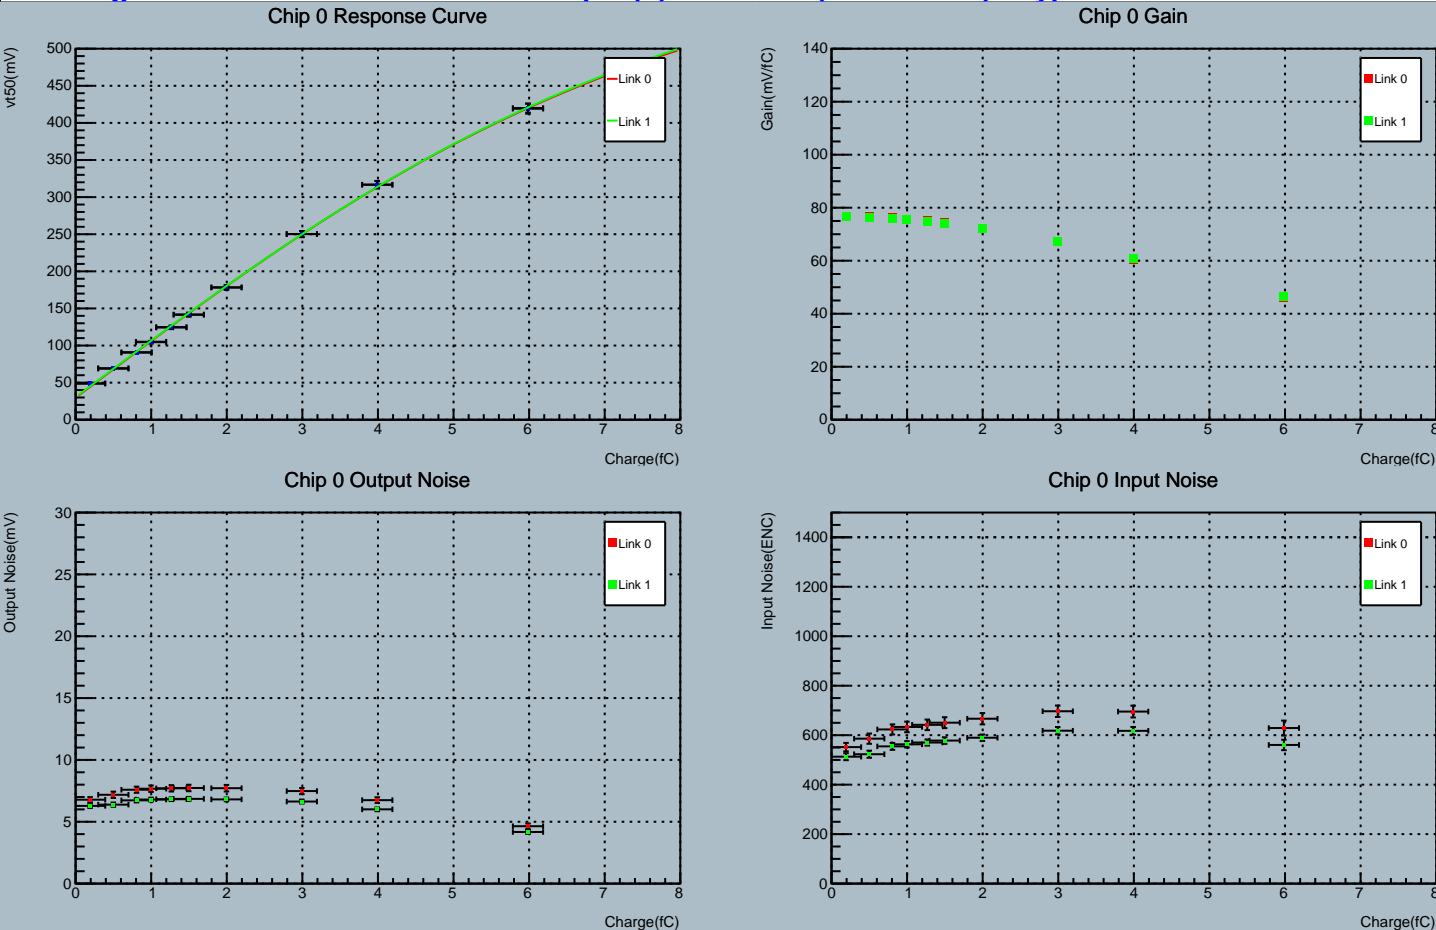 Chip 0 Response Curve
vt50(mV)
500
450
400
350
300
250
200
150
100
50
0
0 1 2 3 4 5 6 7 8
Charge(fC)
Link 0
Link 1
Chip 0 Gain
Gain(mV/fC)
140
120
100
80
60
40
20
0
0 1 2 3 4 5 6 7 8
Charge(fC)
Link 0
Link 1
Chip 0 Output Noise
Output Noise(mV)
30
25
20
15
10
5
0
0 1 2 3 4 5 6 7 8
Charge(fC)
Link 0
Link 1
Chip 0 Input Noise
Input Noise(ENC)
1400
1200
1000
800
600
400
200
0
0 1 2 3 4 5 6 7 8
Charge(fC)
Link 0
Link 1